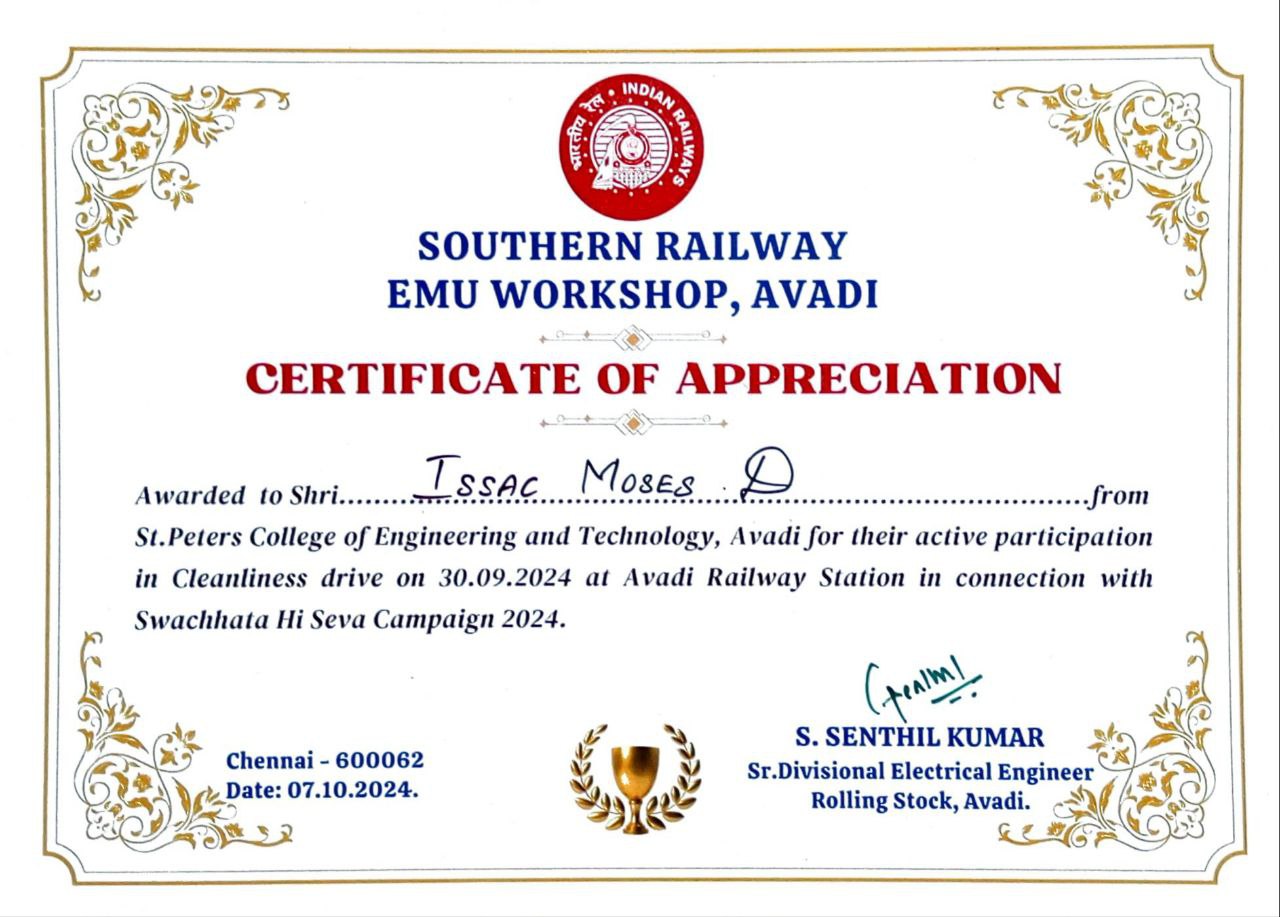 भारतीय रेल • INDIAN RAILWAYS
SOUTHERN RAILWAY
EMU WORKSHOP, AVADI
CERTIFICATE OF APPRECIATION
Awarded to Shri......... ISSAC MOSES. D ....................................from
St.Peters College of Engineering and Technology, Avadi for their active participation
in Cleanliness drive on 30.09.2024 at Avadi Railway Station in connection with
Swachhata Hi Seva Campaign 2024.
S. SENTHIL KUMAR
Sr.Divisional Electrical Engineer
Rolling Stock, Avadi.
Chennai - 600062
Date: 07.10.2024.